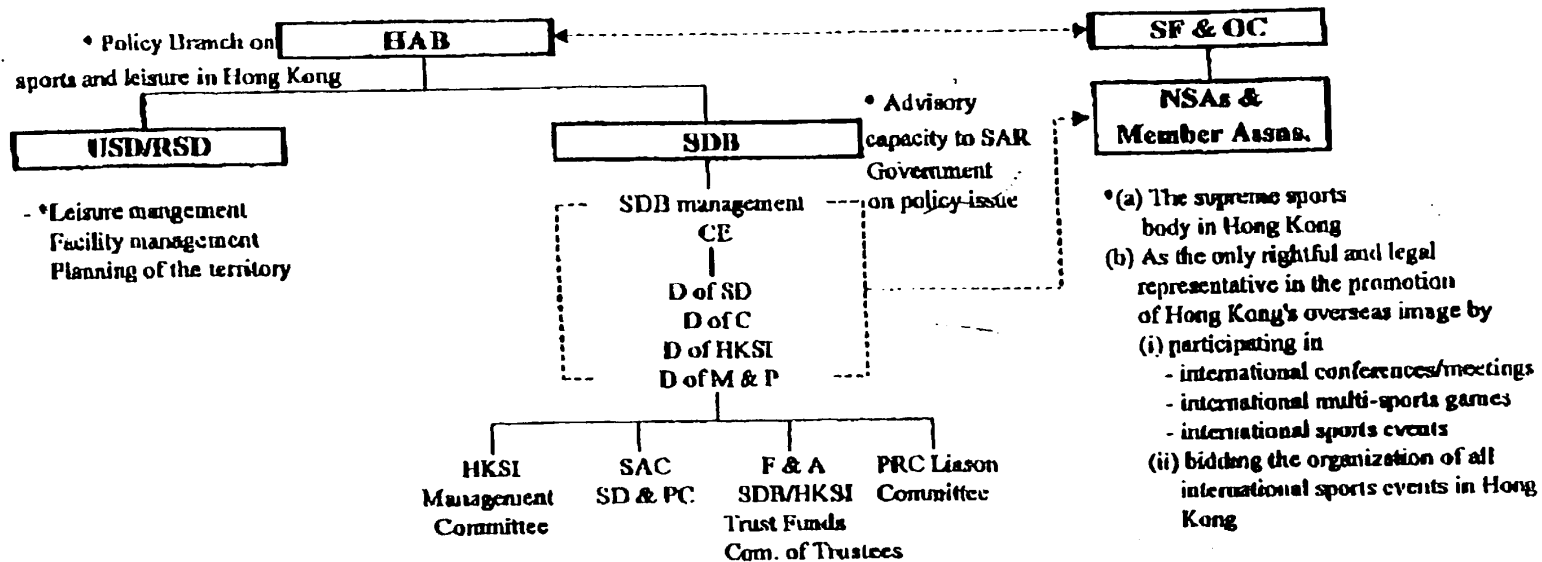 * Policy Branch on
sports and leisure in Hong Kong
HAB
SF & OC
USD/RSD
SDB
* Advisory
capacity to SAR
Government
on policy issue
NSAs &
Member Assns.
- *Leisure mangement
Facility management
Planning of the territory
SDB management
CE
D of SD
D of C
D of HKSI
D of M & P
HKSI
Management
Committee
SAC
SD & PC
F & A
SDB/HKSI
Trust Funds
Com. of Trustees
PRC Liason
Committee
*(a) The supreme sports
body in Hong Kong
(b) As the only rightful and legal
representative in the promotion
of Hong Kong's overseas image by
(i) participating in
- international conferences/meetings
- international multi-sports games
- international sports events
(ii) bidding the organization of all
international sports events in Hong
Kong